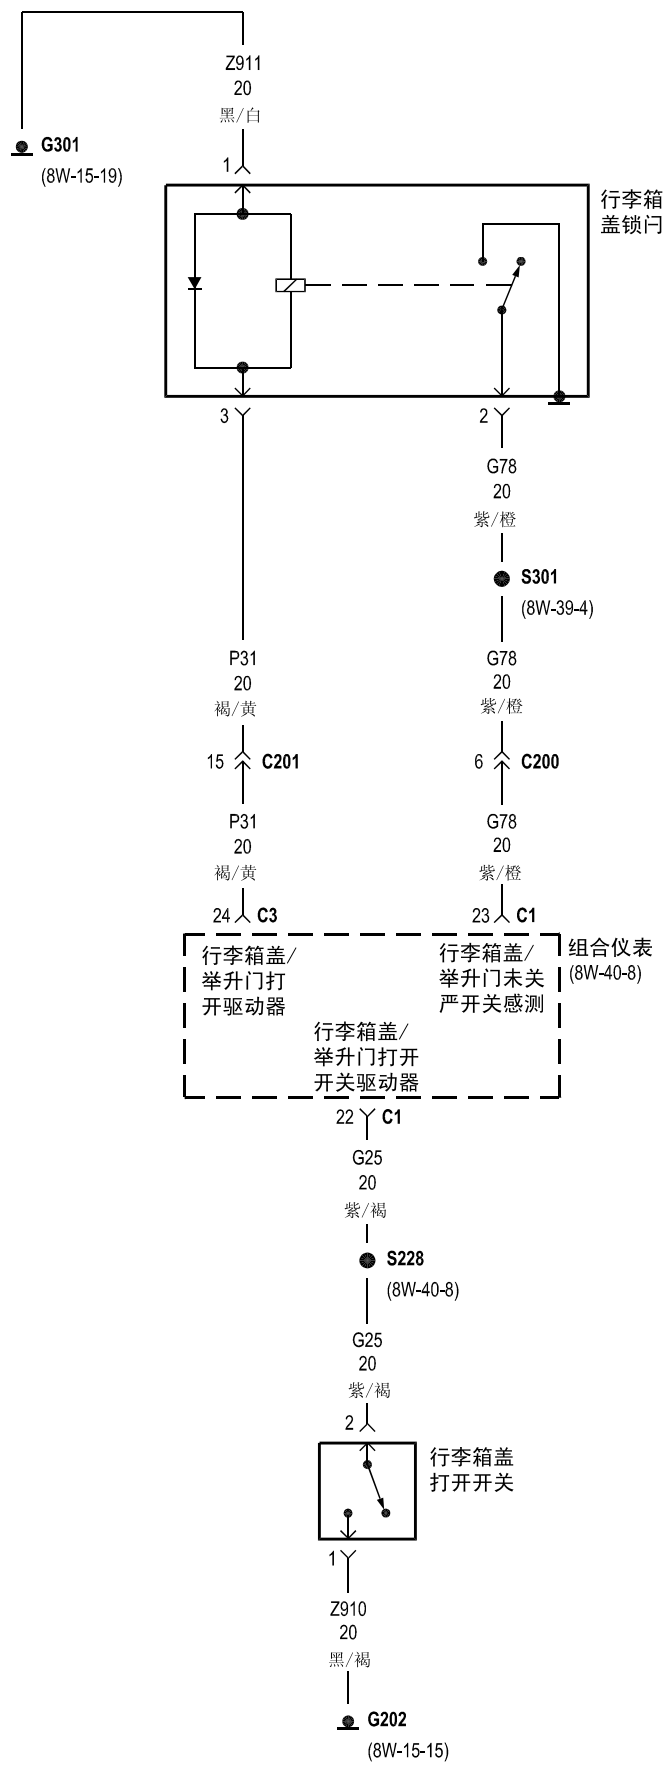 Z911
20
黑/白
G301
(8W-15-19)
1
行李箱
盖锁闩
3
2
G78
20
紫/橙
S301
(8W-39-4)
P31
20
褐/黄
G78
20
紫/橙
15
C201
6
C200
P31
20
褐/黄
G78
20
紫/橙
24
C3
23
C1
行李箱盖/
举升门打
开驱动器
行李箱盖/
举升门未关
严开关感测
组合仪表
(8W-40-8)
行李箱盖/
举升门打开
开关驱动器
22
C1
G25
20
紫/褐
S228
(8W-40-8)
G25
20
紫/褐
2
行李箱盖
打开开关
1
Z910
20
黑/褐
G202
(8W-15-15)